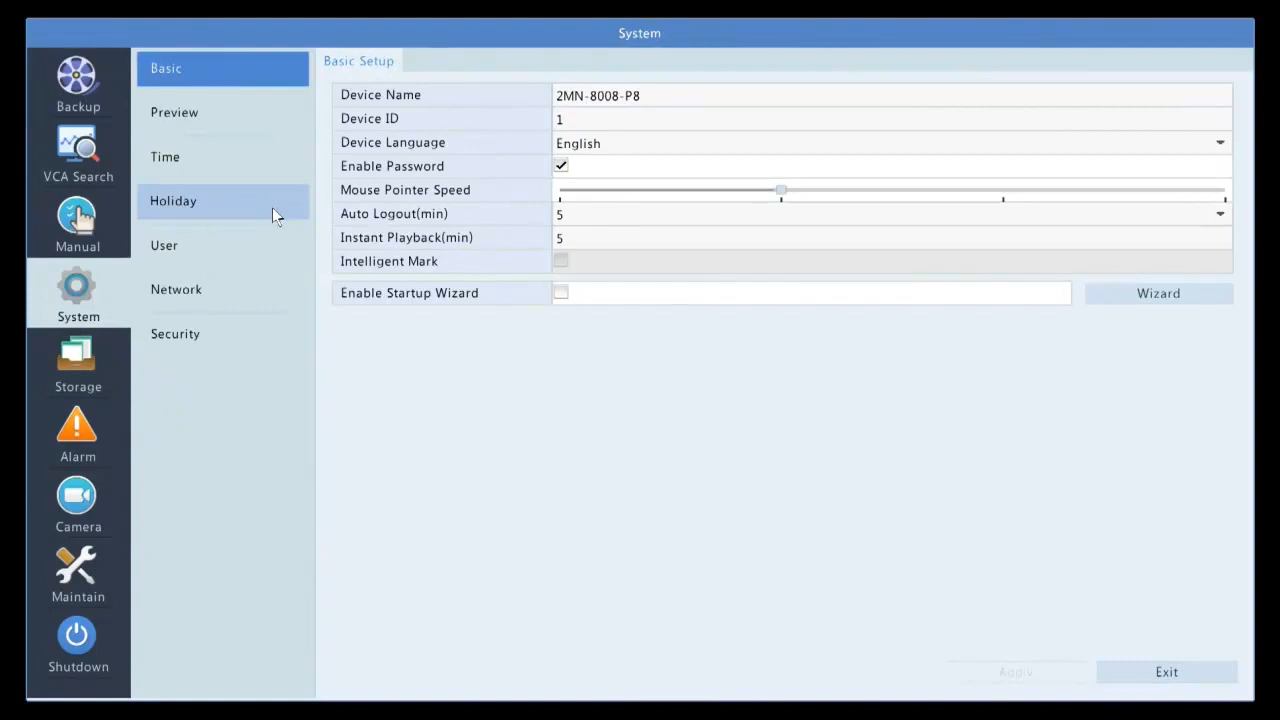 System
Backup
VCA Search
Manual
System
Storage
Alarm
Camera
Maintain
Shutdown
Basic
Preview
Time
Holiday
User
Network
Security
Basic Setup
Device Name 2MN-8008-P8
Device ID 1
Device Language English
Enable Password
Mouse Pointer Speed
Auto Logout(min) 5
Instant Playback(min) 5
Intelligent Mark
Enable Startup Wizard Wizard
Apply Exit